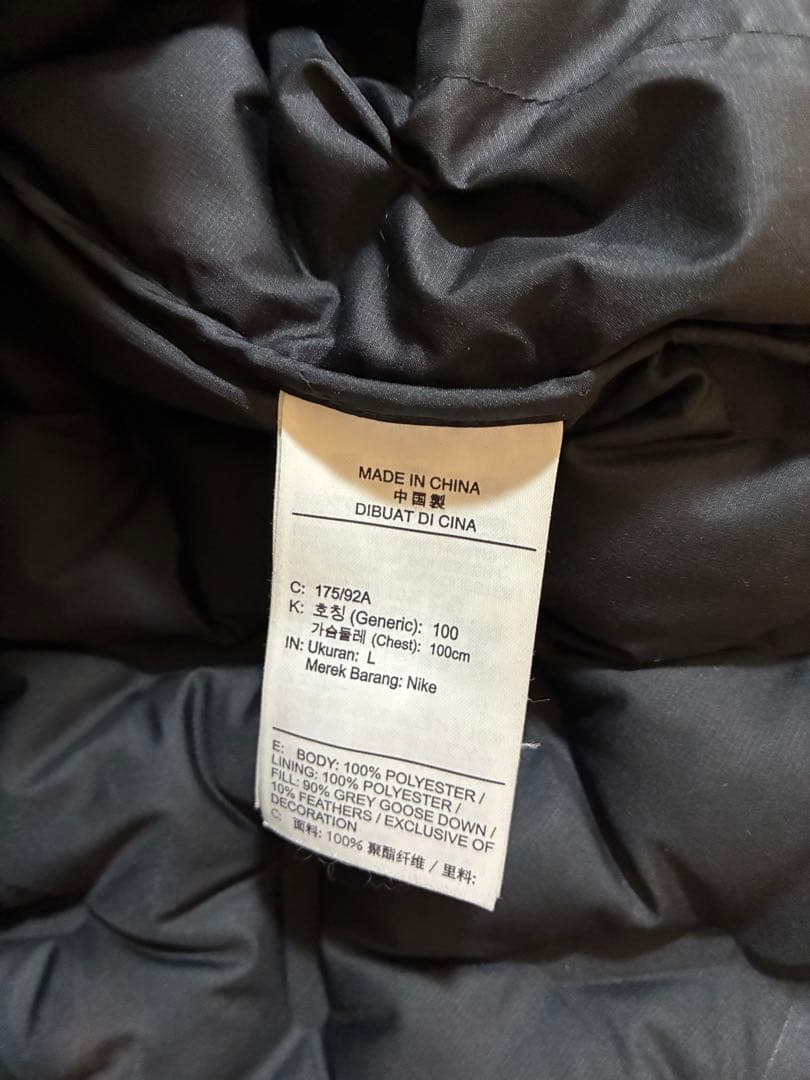 MADE IN CHINA
中国製
DIBUAT DI CINA
C: 175/92A
K: 호칭 (Generic): 100
가슴둘레 (Chest): 100cm
IN: Ukuran: L
Merek Barang: Nike
E: BODY: 100% POLYESTER /
LINING: 100% POLYESTER /
FILL: 90% GREY GOOSE DOWN /
10% FEATHERS / EXCLUSIVE OF
DECORATION
C: 面料: 100% 聚酯纤维 / 里料: